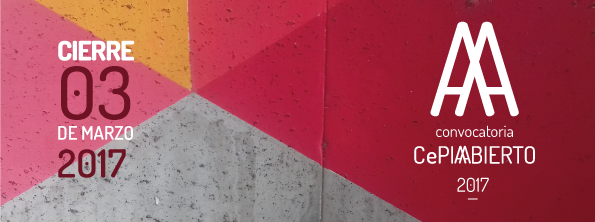 CIERRE
03
DE MARZO
2017
convocatoria
CePIAABIERTO
2017